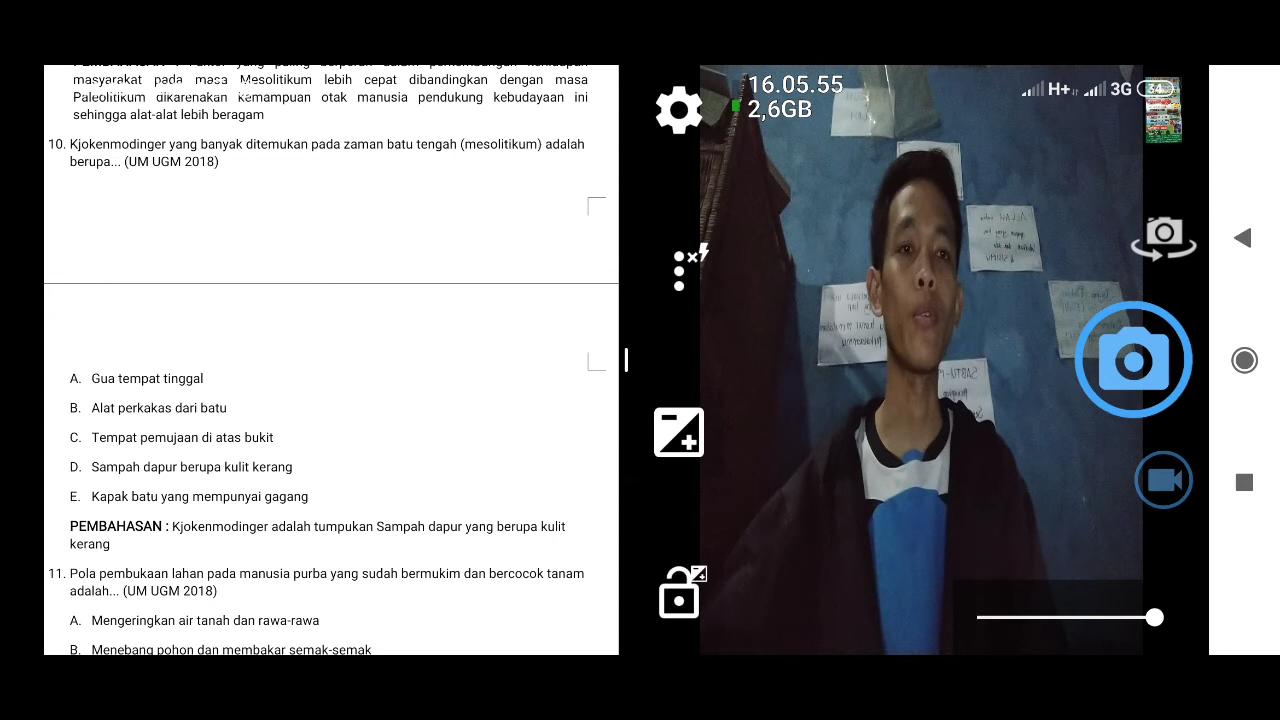 masyarakat pada masa Mesolitikum lebih cepat dibandingkan dengan masa
Paleolitikum dikarenakan kemampuan otak manusia pendukung kebudayaan ini
sehingga alat-alat lebih beragam
10. Kjokenmodinger yang banyak ditemukan pada zaman batu tengah (mesolitikum) adalah
berupa... (UM UGM 2018)
A. Gua tempat tinggal
B. Alat perkakas dari batu
C. Tempat pemujaan di atas bukit
D. Sampah dapur berupa kulit kerang
E. Kapak batu yang mempunyai gagang
PEMBAHASAN : Kjokenmodinger adalah tumpukan Sampah dapur yang berupa kulit
kerang
11. Pola pembukaan lahan pada manusia purba yang sudah bermukim dan bercocok tanam
adalah... (UM UGM 2018)
A. Mengeringkan air tanah dan rawa-rawa
B. Menebang pohon dan membakar semak-semak
16.05.55
2,6GB
H+ 3G 34
SABTU